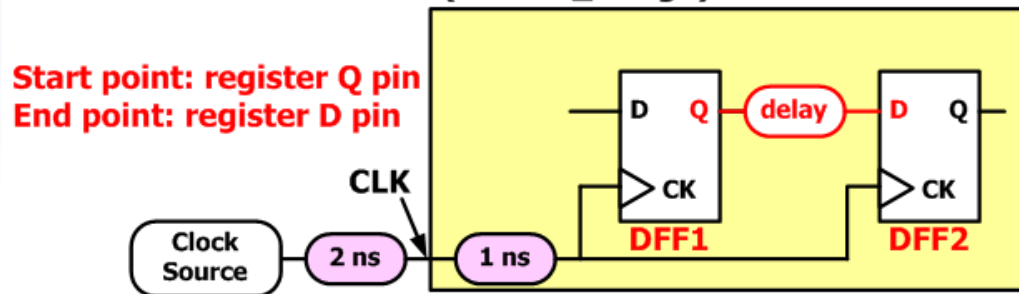 Start point: register Q pin
End point: register D pin
D Q delay D Q
CLK
CK CK
DFF1 DFF2
Clock
Source
2 ns
1 ns